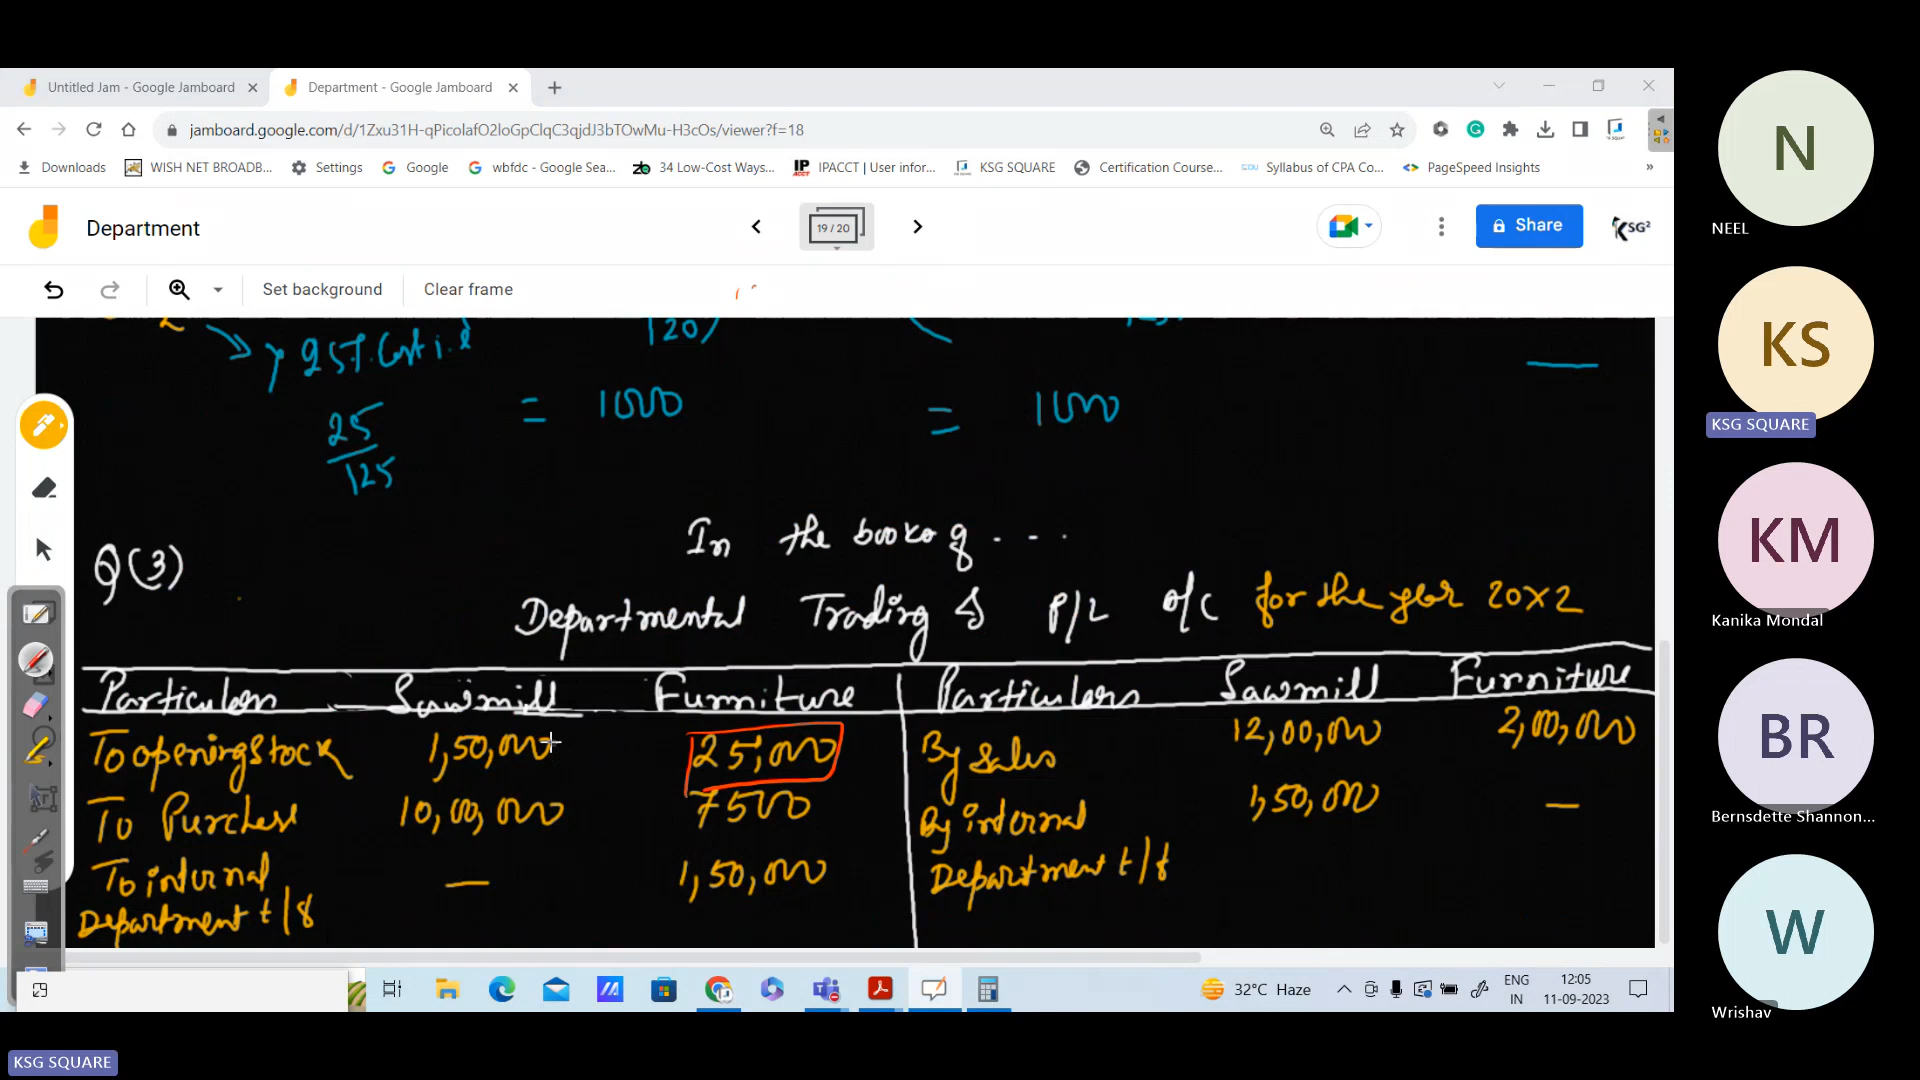 Untitled Jam - Google Jamboard
Department - Google Jamboard
jamboard.google.com/d/1Zxu31H-qPicolafO2loGpClqC3qjdJ3bTOwMu-H3cOs/viewer?f=18
Downloads WISH NET BROADB... Settings Google wbfdc - Google Sea... 34 Low-Cost Ways... IPACCT | User infor... KSG SQUARE Certification Course... Syllabus of CPA Co... PageSpeed Insights »
Department
19 / 20
Share
KSG²
Set background Clear frame
25%. Cost i.e
120)
= 1000
= 1000
25
125
In the books of . - - .
Q (3)
Departmental Trading & P/L a/c for the year 20X2
Particulars Sawmill Furniture Particulars Sawmill Furniture
To opening Stock 1,50,000 25,000 By Sales 12,00,000 2,00,000
To Purchase 10,00,000 7500 By internal 1,50,000 —
To internal — 1,50,000 Department t/f
Department t/f
32°C Haze
ENG
IN
12:05
11-09-2023
N
NEEL
KS
KSG SQUARE
KM
Kanika Mondal
BR
Bernsdette Shannon...
W
Wrishav
KSG SQUARE